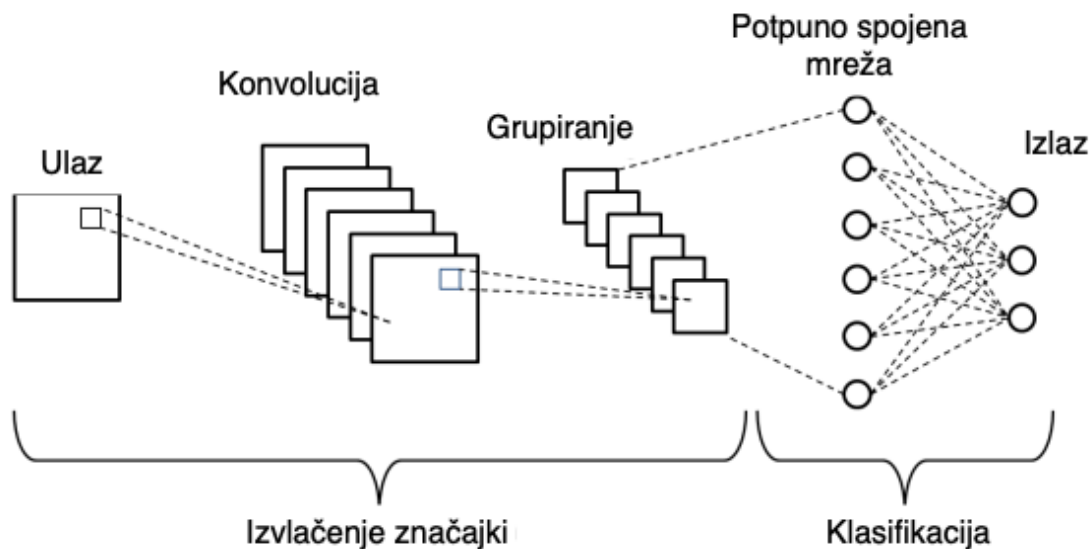 Ulaz
Konvolucija
Grupiranje
Potpuno spojena
mreža
Izlaz
Izvlačenje značajki
Klasifikacija